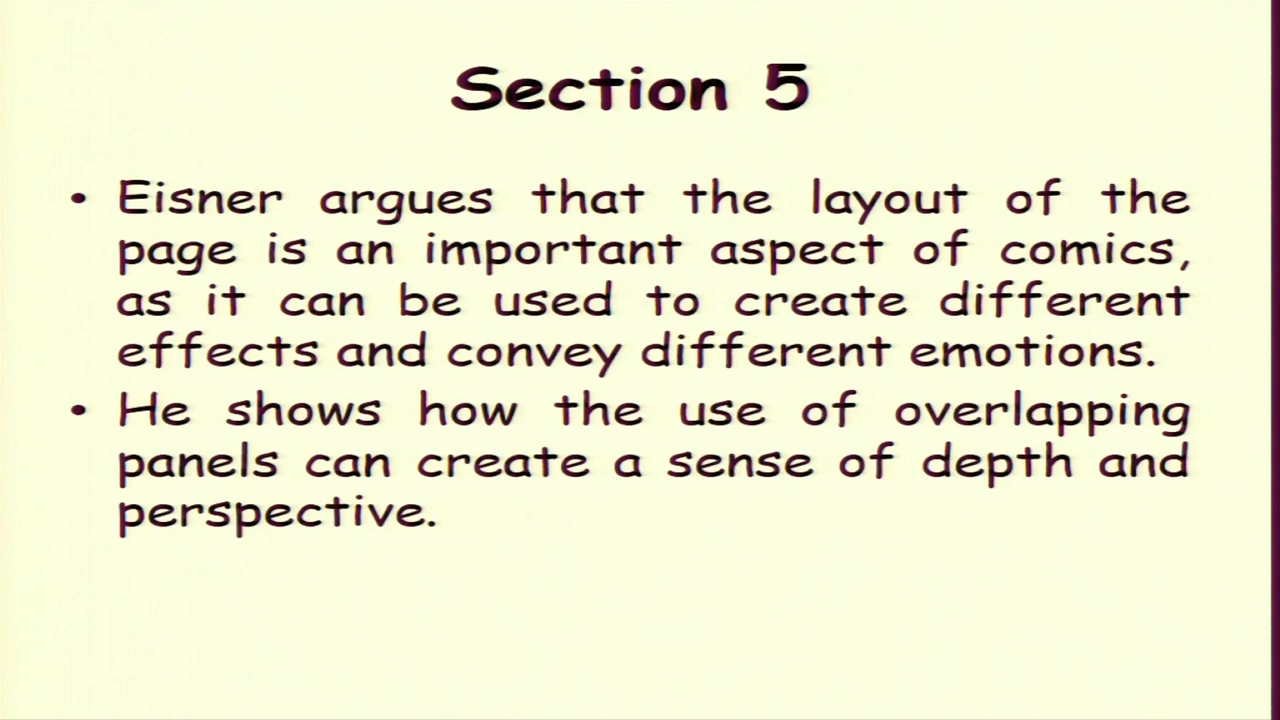 Section 5
• Eisner argues that the layout of the
page is an important aspect of comics,
as it can be used to create different
effects and convey different emotions.
• He shows how the use of overlapping
panels can create a sense of depth and
perspective.